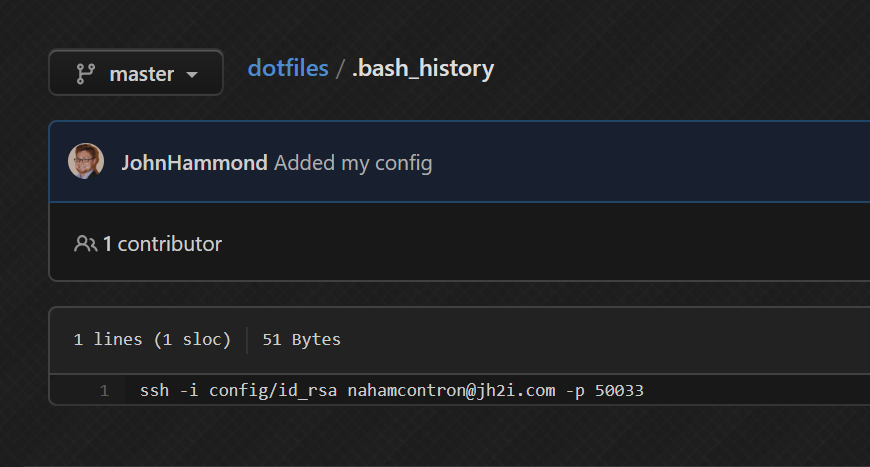 master dotfiles / .bash_history
JohnHammond Added my config
1 contributor
1 lines (1 sloc) 51 Bytes
1 ssh -i config/id_rsa nahamcontron@jh2i.com -p 50033